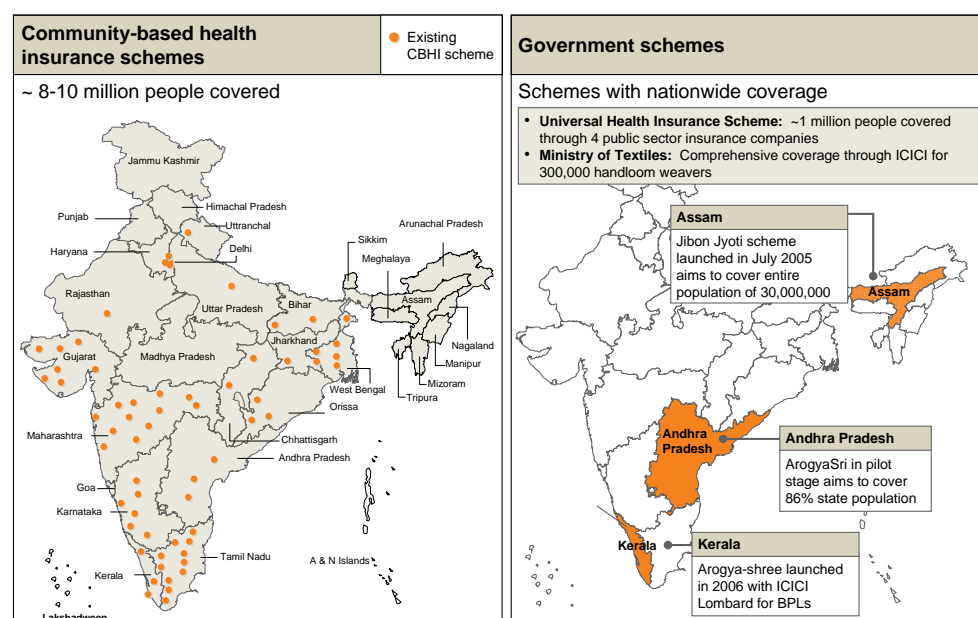 Community-based health
insurance schemes
Existing
CBHI scheme
~ 8-10 million people covered
Jammu Kashmir
Himachal Pradesh
Punjab
Uttranchal
Haryana
Delhi
Arunachal Pradesh
Sikkim
Meghalaya
Rajasthan
Uttar Pradesh
Bihar
Assam
Jharkhand
Nagaland
Gujarat
Madhya Pradesh
Manipur
Mizoram
West Bengal
Tripura
Orissa
Maharashtra
Chhattisgarh
Andhra Pradesh
Goa
Karnataka
Tamil Nadu
A & N Islands
Kerala
Lakshadweep
Government schemes
Schemes with nationwide coverage
• Universal Health Insurance Scheme: ~1 million people covered
through 4 public sector insurance companies
• Ministry of Textiles: Comprehensive coverage through ICICI for
300,000 handloom weavers
Assam
Jibon Jyoti scheme
launched in July 2005
aims to cover entire
population of 30,000,000
Assam
Andhra
Pradesh
Andhra Pradesh
ArogyaSri in pilot
stage aims to cover
86% state population
Kerala
Kerala
Arogya-shree launched
in 2006 with ICICI
Lombard for BPLs